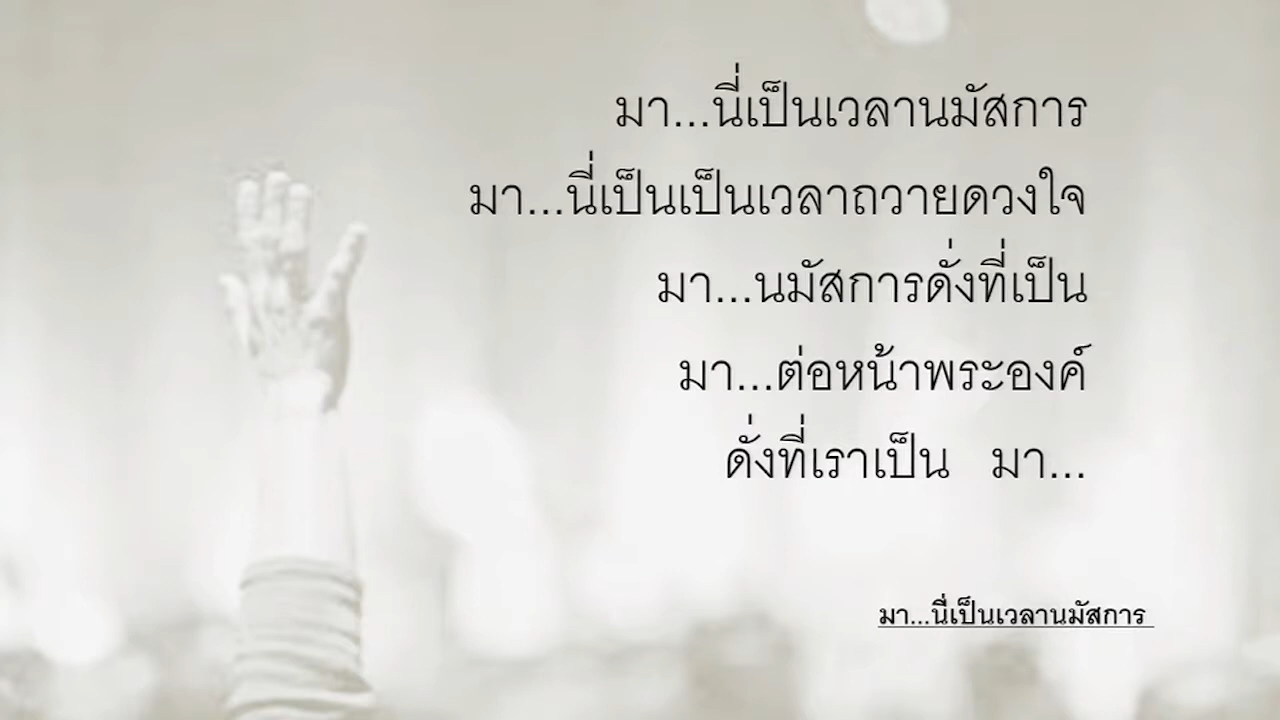 มา...นี่เป็นเวลานมัสการ
มา...นี่เป็นเป็นเวลาถวายดวงใจ
มา...นมัสการดั่งที่เป็น
มา...ต่อหน้าพระองค์
ดั่งที่เราเป็น มา...
มา...นี่เป็นเวลานมัสการ